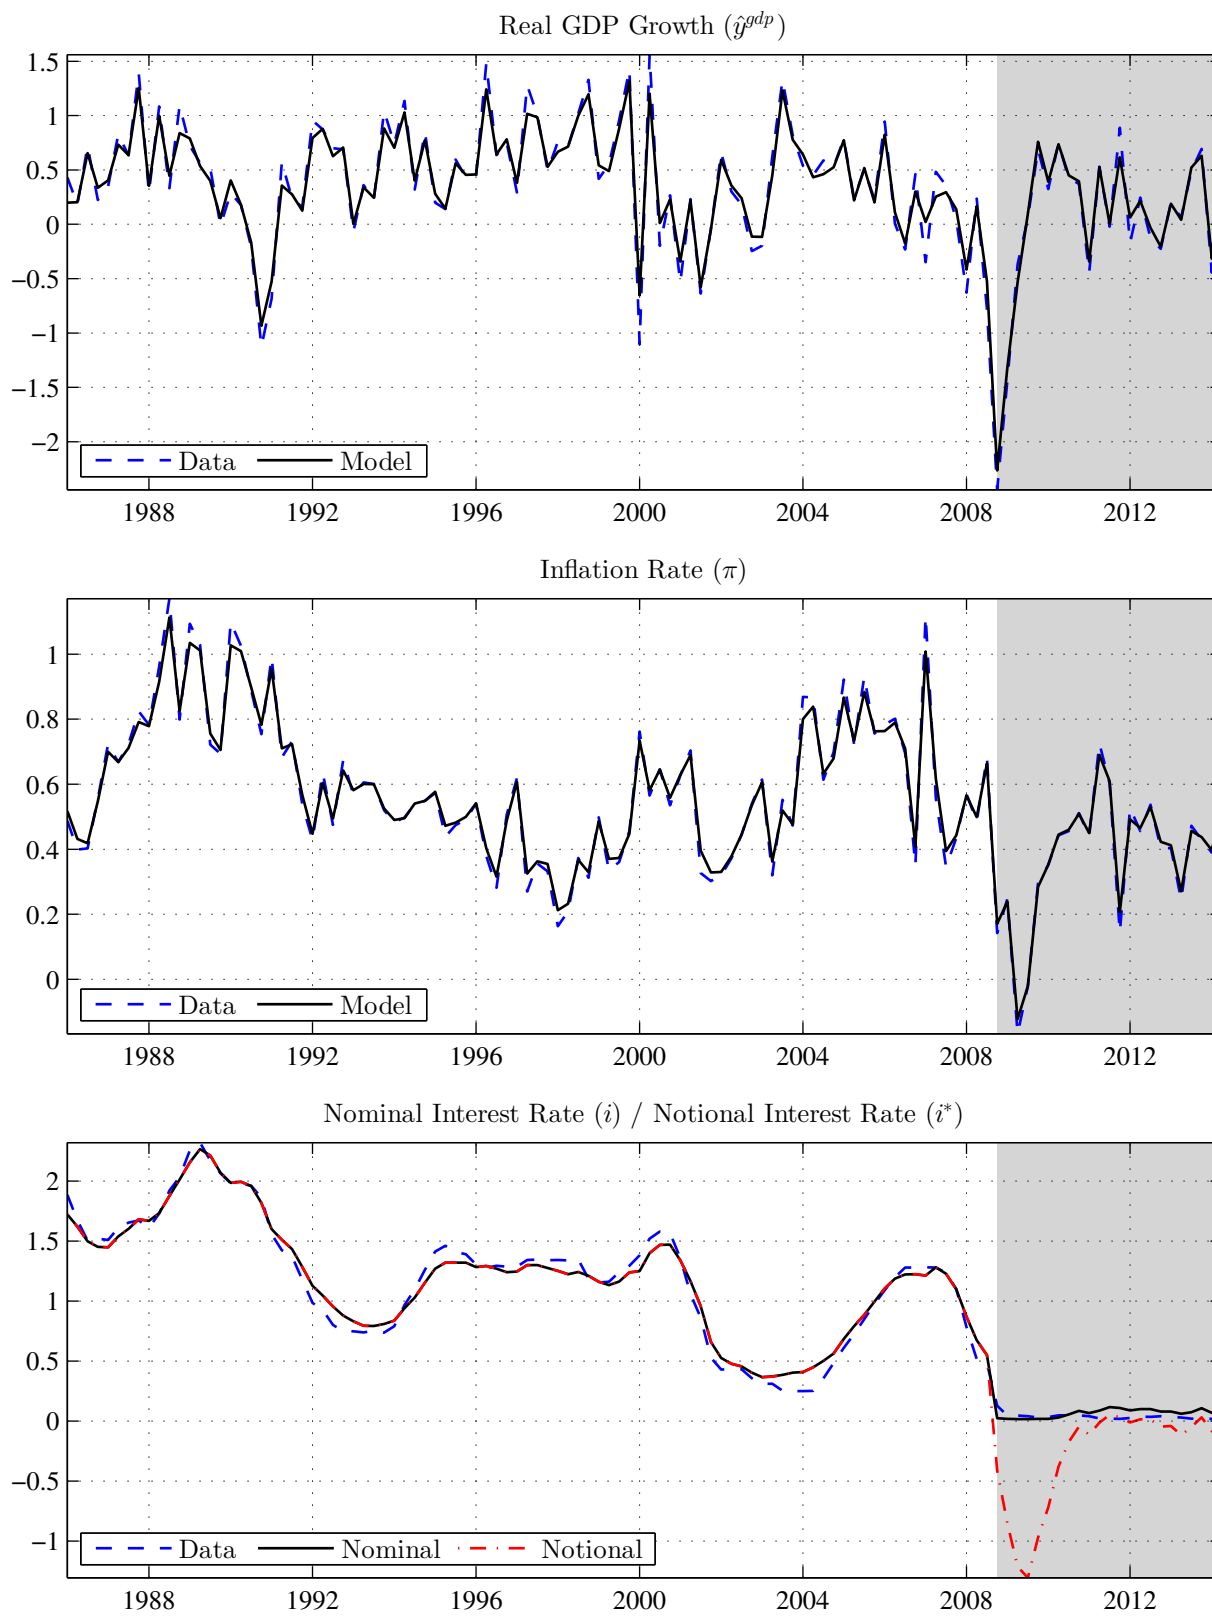 Real GDP Growth (ŷ^gdp)
1.5
1
0.5
0
−0.5
−1
−1.5
−2
Data Model
1988 1992 1996 2000 2004 2008 2012
Inflation Rate (π)
1
0.8
0.6
0.4
0.2
0
Data Model
1988 1992 1996 2000 2004 2008 2012
Nominal Interest Rate (i) / Notional Interest Rate (i*)
2
1.5
1
0.5
0
−0.5
−1
Data Nominal Notional
1988 1992 1996 2000 2004 2008 2012